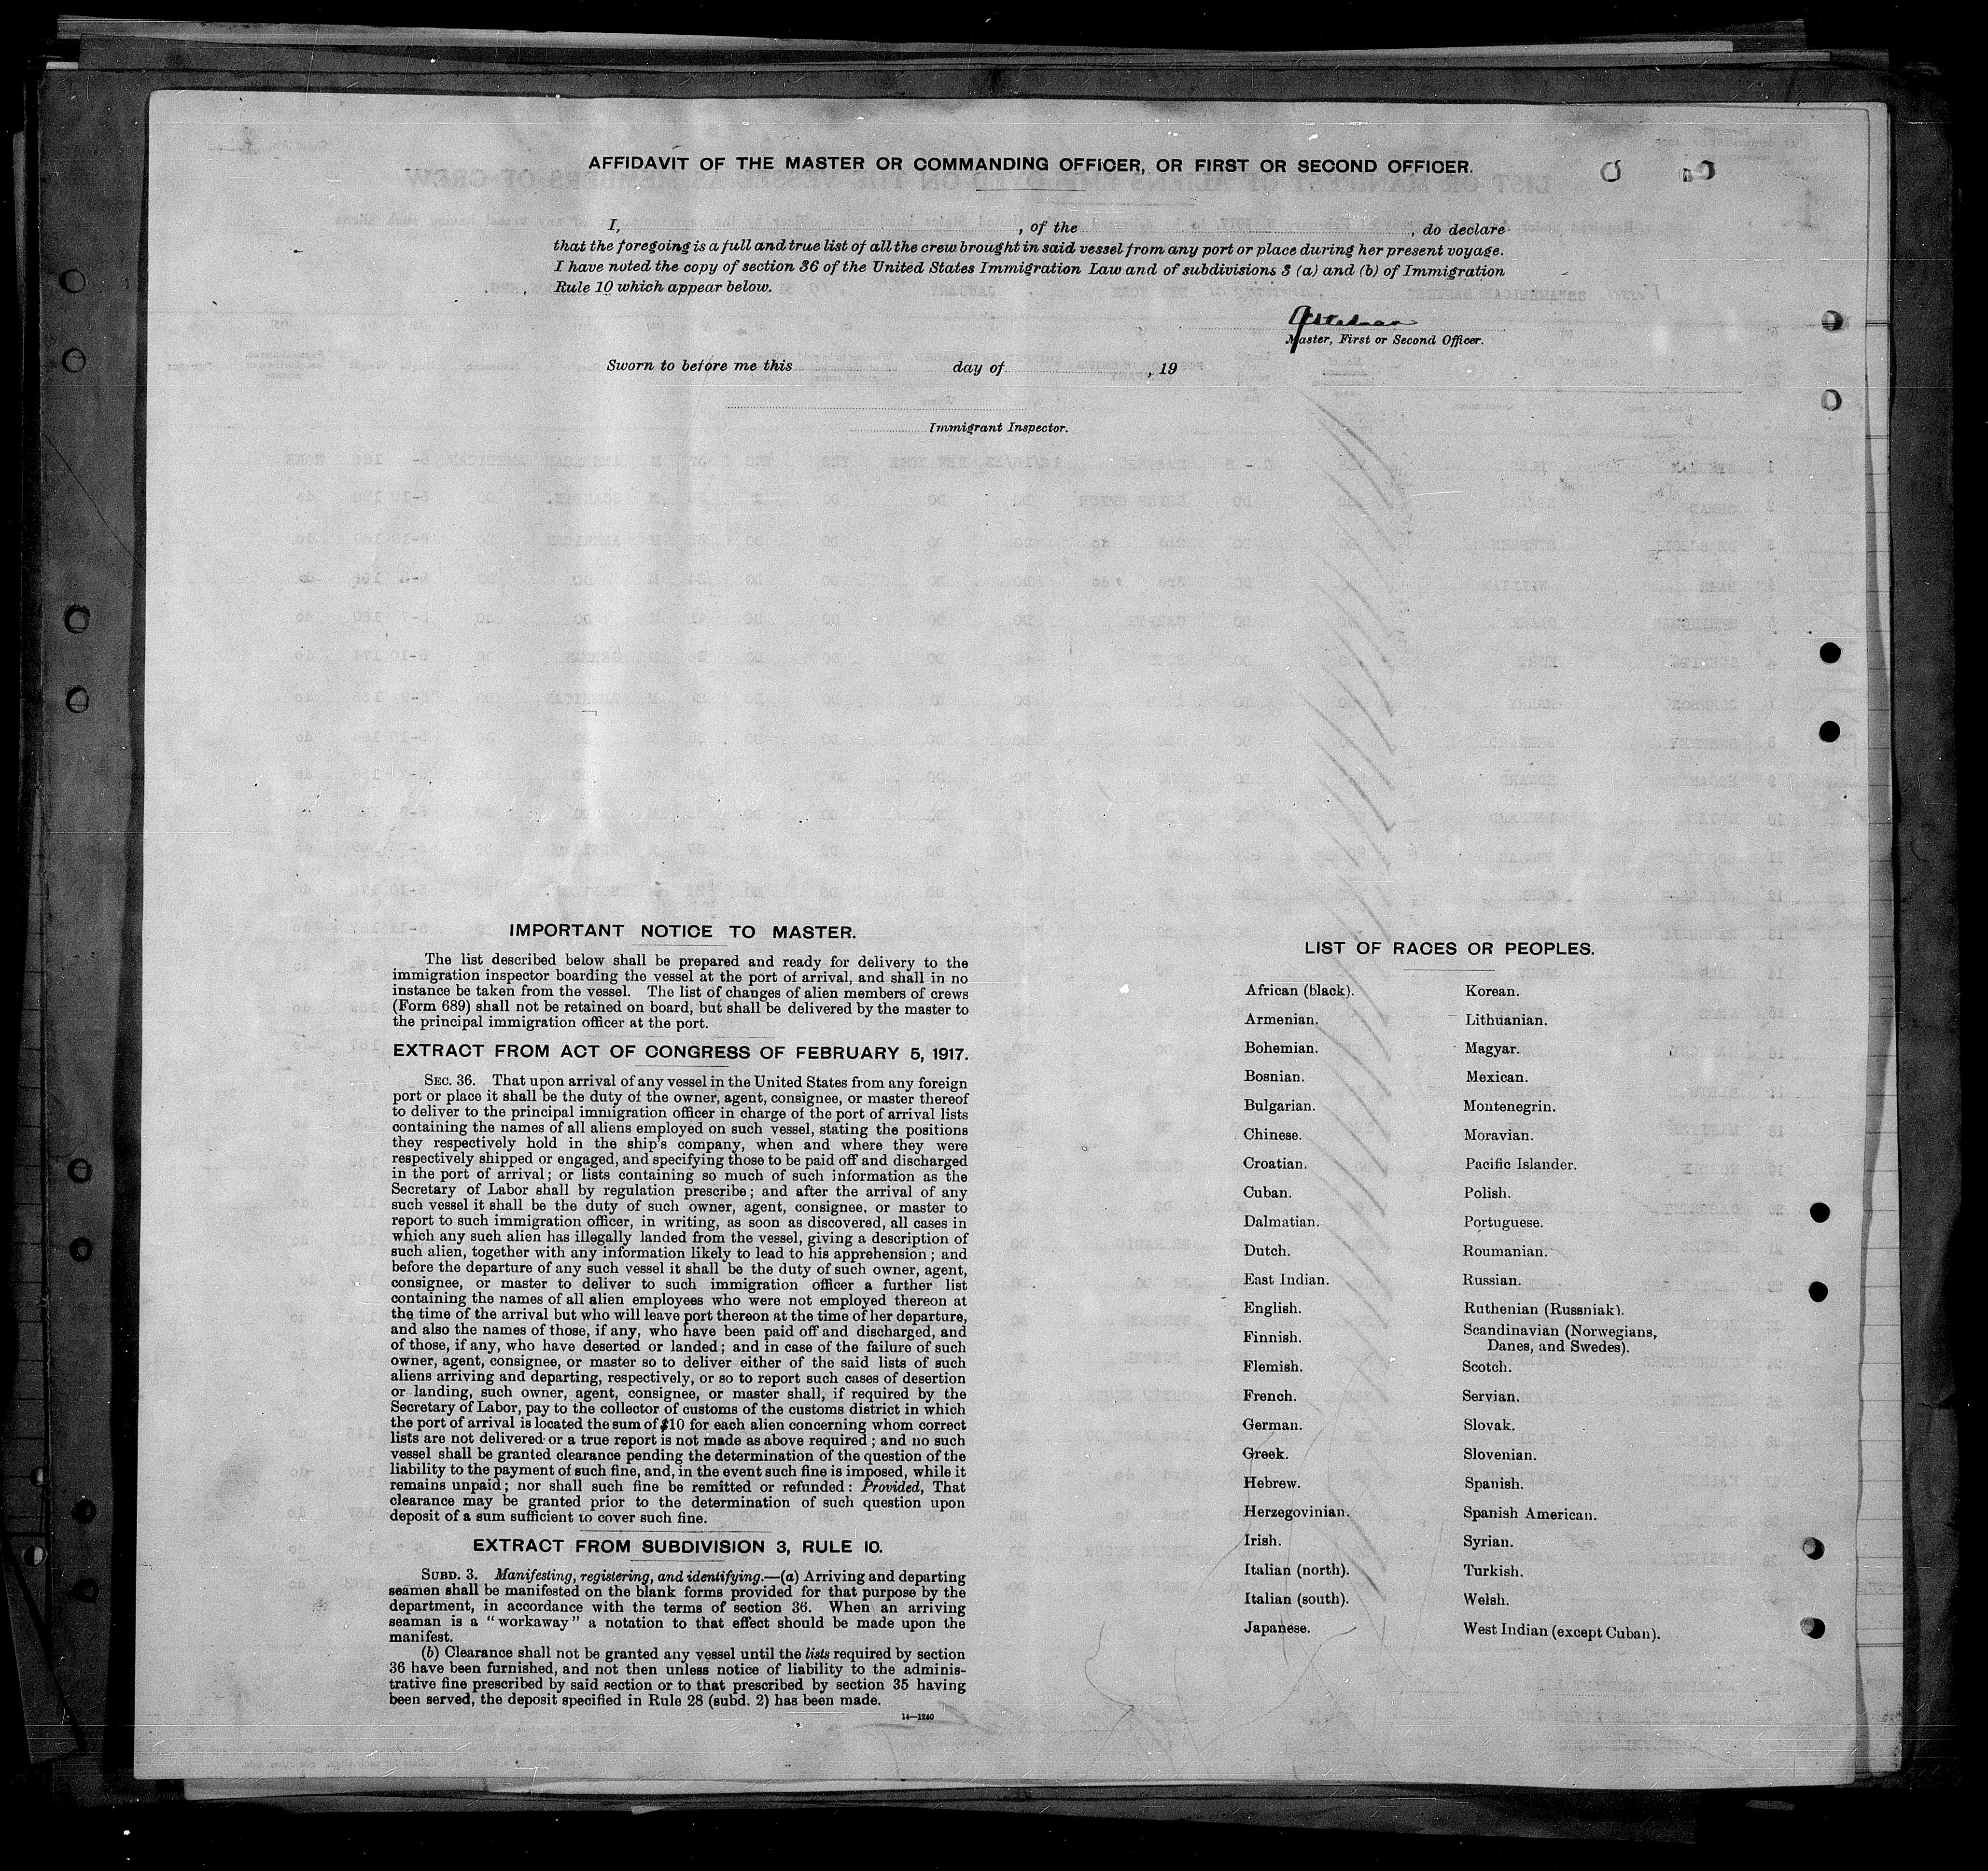 AFFIDAVIT OF THE MASTER OR COMMANDING OFFICER, OR FIRST OR SECOND OFFICER.
I, , of the , do declare
that the foregoing is a full and true list of all the crew brought in said vessel from any port or place during her present voyage.
I have noted the copy of section 36 of the United States Immigration Law and of subdivisions 3 (a) and (b) of Immigration
Rule 10 which appear below.
Master, First or Second Officer.
Sworn to before me this day of , 19
Immigrant Inspector.
IMPORTANT NOTICE TO MASTER.
The list described below shall be prepared and ready for delivery to the
immigration inspector boarding the vessel at the port of arrival, and shall in no
instance be taken from the vessel. The list of changes of alien members of crews
(Form 689) shall not be retained on board, but shall be delivered by the master to
the principal immigration officer at the port.
EXTRACT FROM ACT OF CONGRESS OF FEBRUARY 5, 1917.
SEC. 36. That upon arrival of any vessel in the United States from any foreign
port or place it shall be the duty of the owner, agent, consignee, or master thereof
to deliver to the principal immigration officer in charge of the port of arrival lists
containing the names of all aliens employed on such vessel, stating the positions
they respectively hold in the ship's company, when and where they were
respectively shipped or engaged, and specifying those to be paid off and discharged
in the port of arrival; or lists containing so much of such information as the
Secretary of Labor shall by regulation prescribe; and after the arrival of any
such vessel it shall be the duty of such owner, agent, consignee, or master to
report to such immigration officer, in writing, as soon as discovered, all cases in
which any such alien has illegally landed from the vessel, giving a description of
such alien, together with any information likely to lead to his apprehension; and
before the departure of any such vessel it shall be the duty of such owner, agent,
consignee, or master to deliver to such immigration officer a further list
containing the names of all alien employees who were not employed thereon at
the time of the arrival but who will leave port thereon at the time of her departure,
and also the names of those, if any, who have been paid off and discharged, and
of those, if any, who have deserted or landed; and in case of the failure of such
owner, agent, consignee, or master so to deliver either of the said lists of such
aliens arriving and departing, respectively, or so to report such cases of desertion
or landing, such owner, agent, consignee, or master shall, if required by the
Secretary of Labor, pay to the collector of customs of the customs district in which
the port of arrival is located the sum of $10 for each alien concerning whom correct
lists are not delivered or a true report is not made as above required; and no such
vessel shall be granted clearance pending the determination of the question of the
liability to the payment of such fine, and, in the event such fine is imposed, while it
remains unpaid; nor shall such fine be remitted or refunded: Provided, That
clearance may be granted prior to the determination of such question upon
deposit of a sum sufficient to cover such fine.
EXTRACT FROM SUBDIVISION 3, RULE 10.
SUBD. 3. Manifesting, registering, and identifying.—(a) Arriving and departing
seamen shall be manifested on the blank forms provided for that purpose by the
department, in accordance with the terms of section 36. When an arriving
seaman is a "workaway" a notation to that effect should be made upon the
manifest.
(b) Clearance shall not be granted any vessel until the lists required by section
36 have been furnished, and not then unless notice of liability to the adminis-
trative fine prescribed by said section or to that prescribed by section 35 having
been served, the deposit specified in Rule 28 (subd. 2) has been made.
14—1240
LIST OF RACES OR PEOPLES.
African (black).
Armenian.
Bohemian.
Bosnian.
Bulgarian.
Chinese.
Croatian.
Cuban.
Dalmatian.
Dutch.
East Indian.
English.
Finnish.
Flemish.
French.
German.
Greek.
Hebrew.
Herzegovinian.
Irish.
Italian (north).
Italian (south).
Japanese.
Korean.
Lithuanian.
Magyar.
Mexican.
Montenegrin.
Moravian.
Pacific Islander.
Polish.
Portuguese.
Roumanian.
Russian.
Ruthenian (Russniak).
Scandinavian (Norwegians,
Danes, and Swedes).
Scotch.
Servian.
Slovak.
Slovenian.
Spanish.
Spanish American.
Syrian.
Turkish.
Welsh.
West Indian (except Cuban).